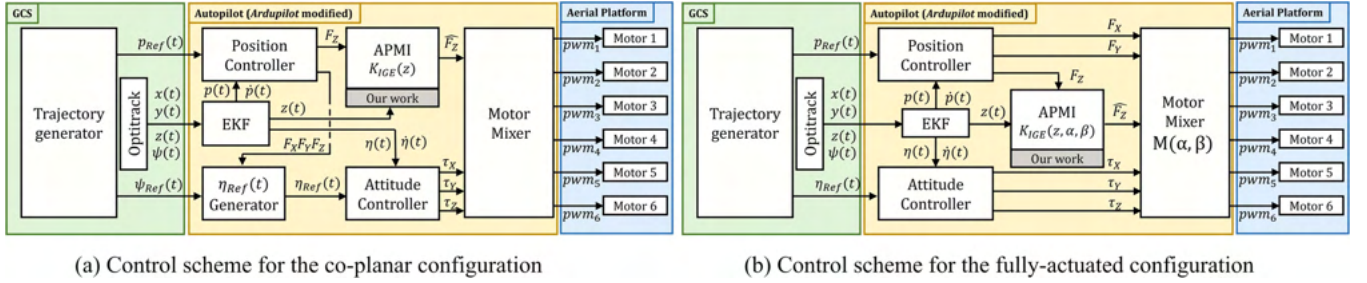 GCS
Autopilot (Ardupilot modified)
Aerial Platform
Trajectory
generator
Optitrack
p_Ref(t)
x(t)
y(t)
z(t)
ψ(t)
ψ_Ref(t)
Position
Controller
F_Z
APMI
K_IGE(z)
Our work
F̂_Z
p(t)
ṗ(t)
EKF
z(t)
F_X F_Y F_Z
η(t)
η̇(t)
η_Ref(t)
Generator
η_Ref(t)
Attitude
Controller
τ_X
τ_Y
τ_Z
Motor
Mixer
pwm_1
Motor 1
pwm_2
Motor 2
pwm_3
Motor 3
pwm_4
Motor 4
pwm_5
Motor 5
pwm_6
Motor 6
(a) Control scheme for the co-planar configuration
GCS
Autopilot (Ardupilot modified)
Aerial Platform
Trajectory
generator
Optitrack
p_Ref(t)
x(t)
y(t)
z(t)
ψ(t)
η_Ref(t)
Position
Controller
F_X
F_Y
F_Z
p(t)
ṗ(t)
EKF
z(t)
APMI
K_IGE(z, α, β)
Our work
F̂_Z
η(t)
η̇(t)
Attitude
Controller
τ_X
τ_Y
τ_Z
Motor
Mixer
M(α, β)
pwm_1
Motor 1
pwm_2
Motor 2
pwm_3
Motor 3
pwm_4
Motor 4
pwm_5
Motor 5
pwm_6
Motor 6
(b) Control scheme for the fully-actuated configuration